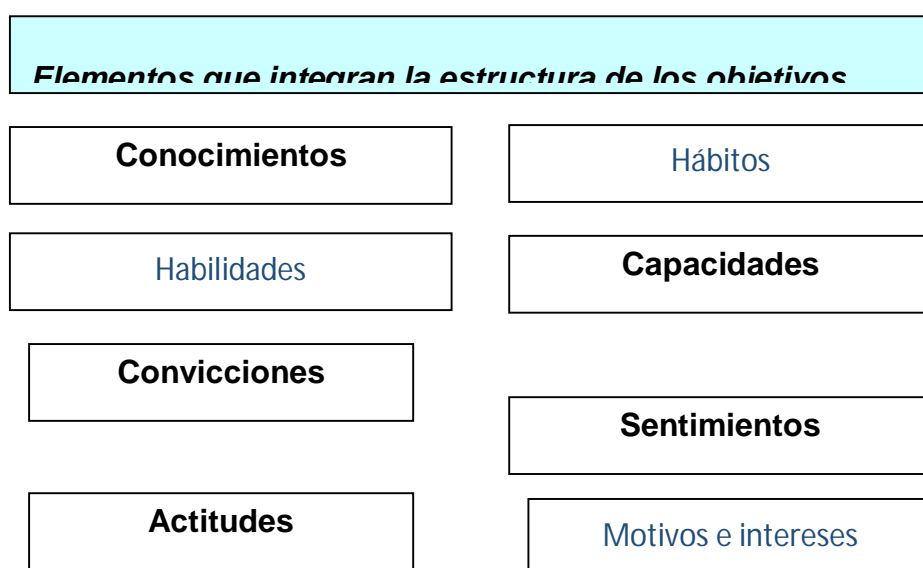 Elementos que integran la estructura de los objetivos
Conocimientos
Hábitos
Habilidades
Capacidades
Convicciones
Sentimientos
Actitudes
Motivos e intereses